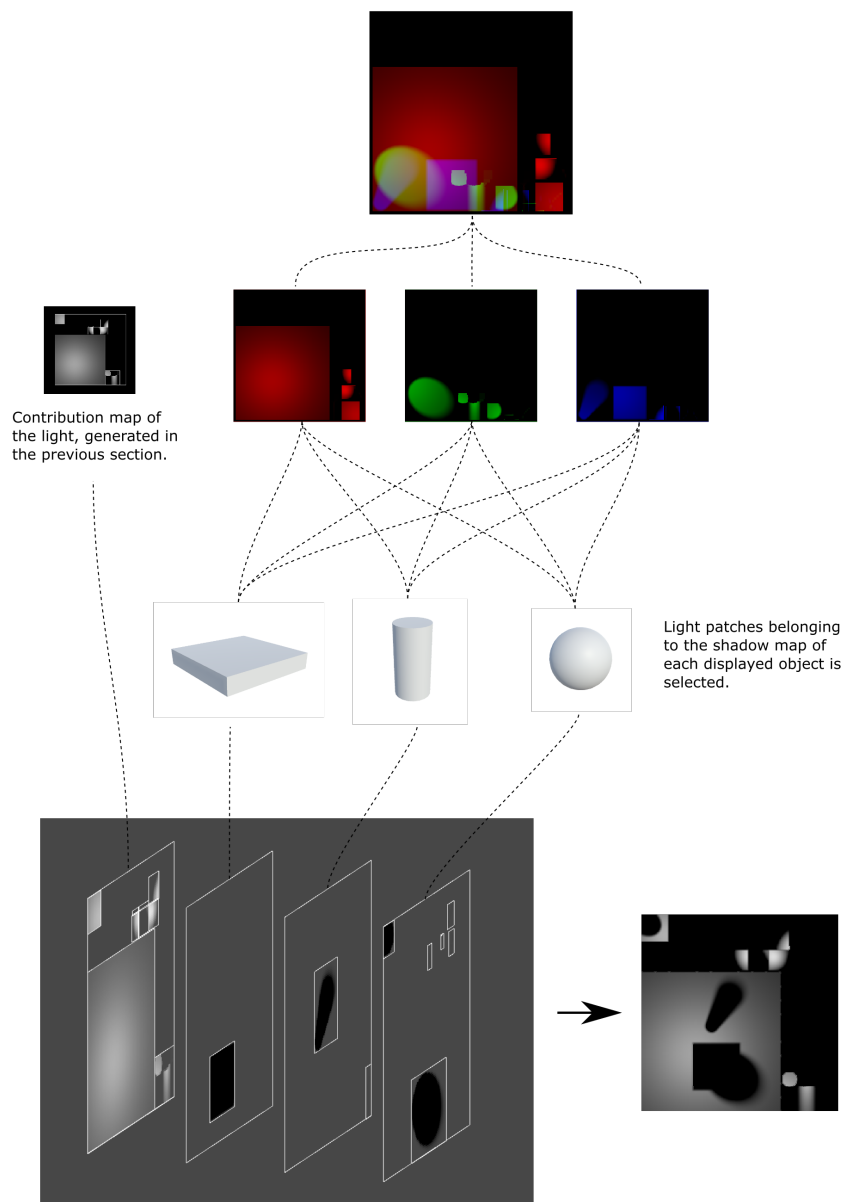 Contribution map of
the light, generated in
the previous section.
Light patches belonging
to the shadow map of
each displayed object is
selected.